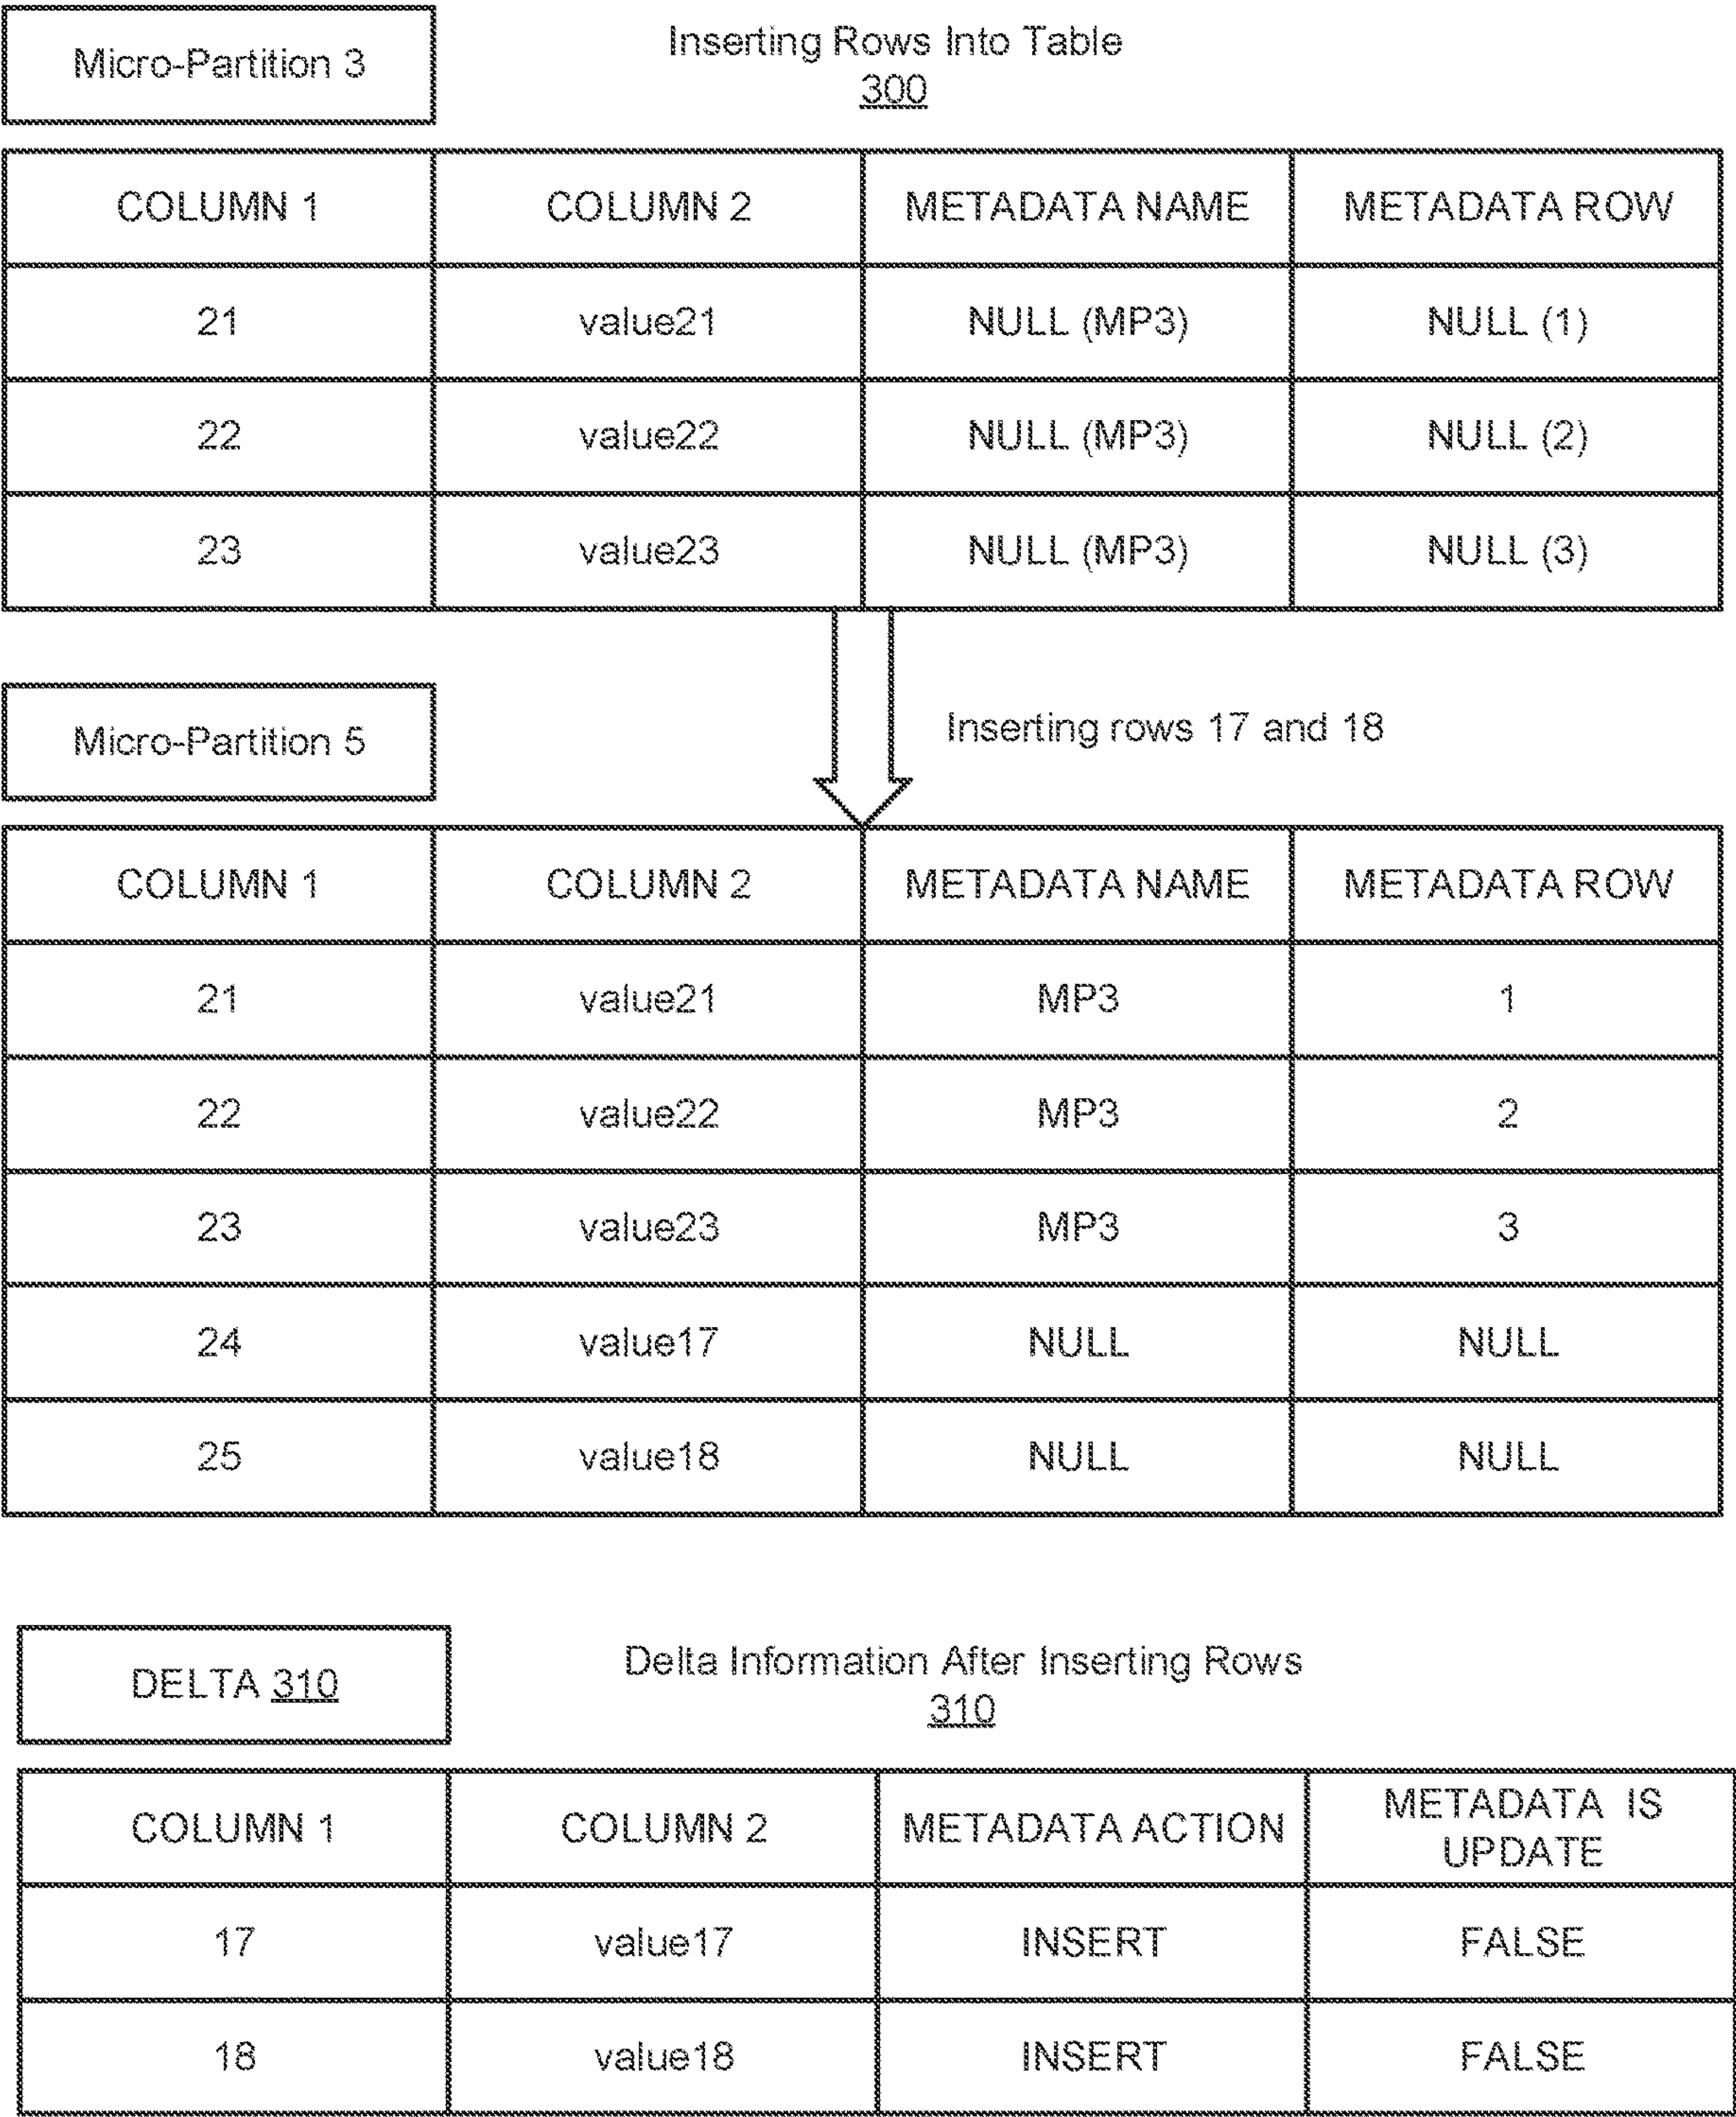 Micro-Partition 3
Inserting Rows Into Table
300
COLUMN 1 COLUMN 2 METADATA NAME METADATA ROW
21 value21 NULL (MP3) NULL (1)
22 value22 NULL (MP3) NULL (2)
23 value23 NULL (MP3) NULL (3)
Micro-Partition 5
Inserting rows 17 and 18
COLUMN 1 COLUMN 2 METADATA NAME METADATA ROW
21 value21 MP3 1
22 value22 MP3 2
23 value23 MP3 3
24 value17 NULL NULL
25 value18 NULL NULL
DELTA 310
Delta Information After Inserting Rows
310
COLUMN 1 COLUMN 2 METADATA ACTION METADATA IS
UPDATE
17 value17 INSERT FALSE
18 value18 INSERT FALSE